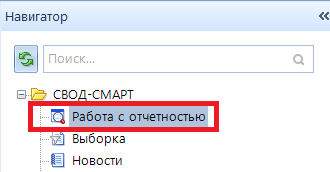 Навигатор
Поиск...
СВОД-СМАРТ
Работа с отчетностью
Выборка
Новости